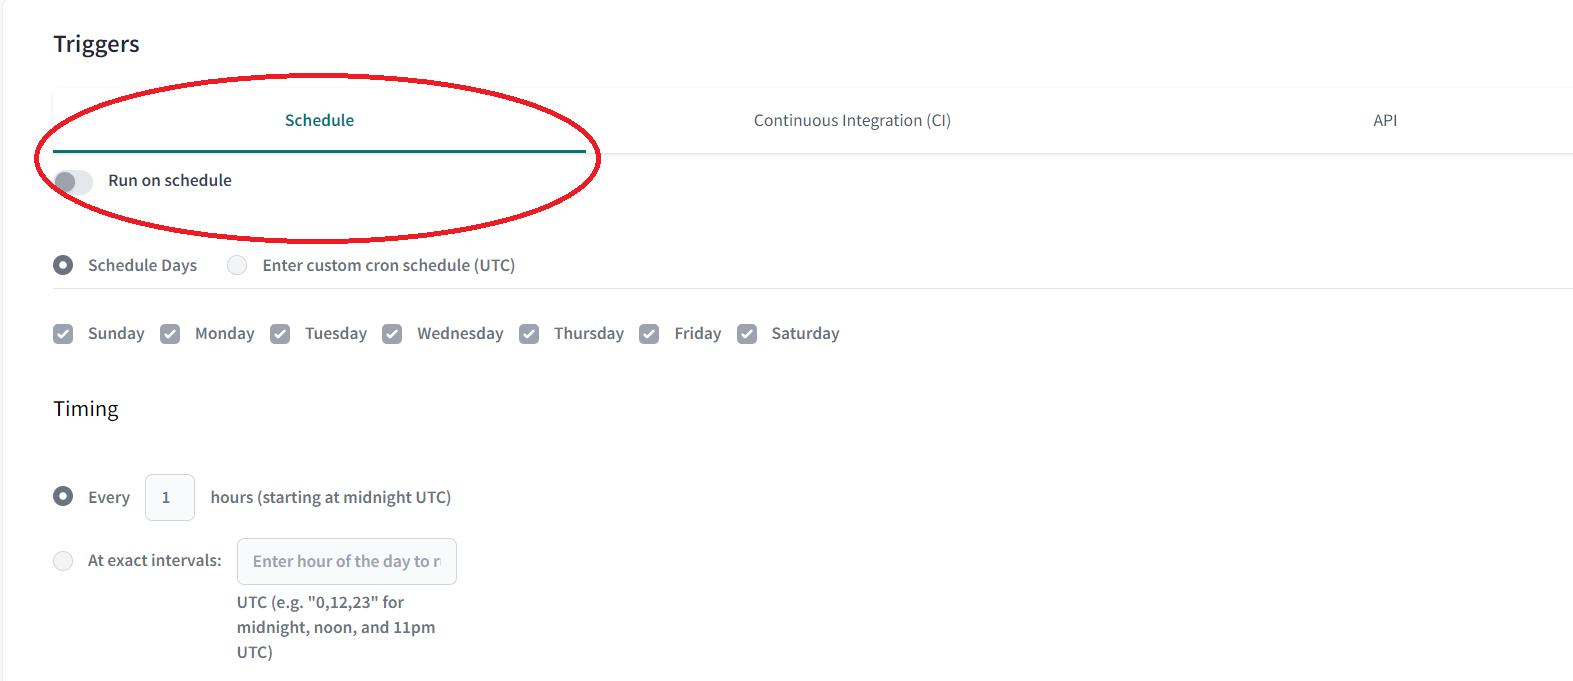 Triggers
Schedule
Continuous Integration (CI)
API
Run on schedule
Schedule Days
Enter custom cron schedule (UTC)
Sunday
Monday
Tuesday
Wednesday
Thursday
Friday
Saturday
Timing
Every 1 hours (starting at midnight UTC)
At exact intervals: Enter hour of the day to r
UTC (e.g. "0,12,23" for
midnight, noon, and 11pm
UTC)